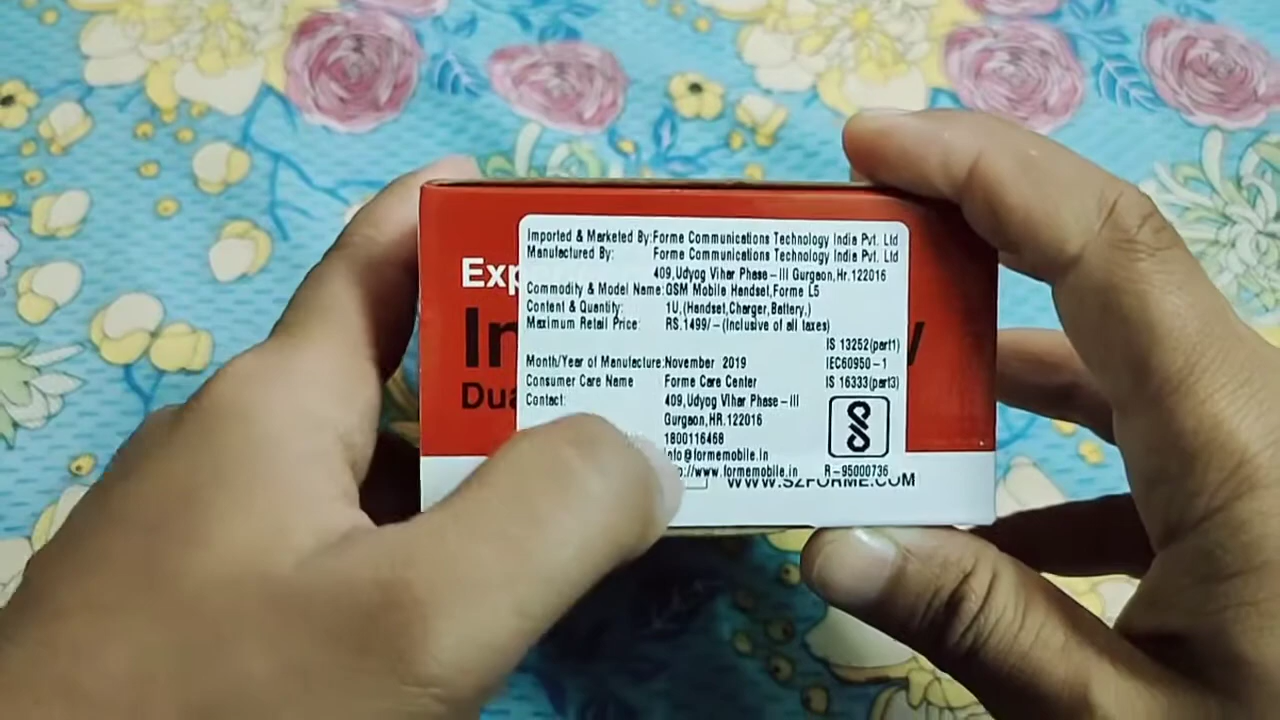 Imported & Marketed By:Forme Communications Technology India Pvt. Ltd
Manufactured By: Forme Communications Technology India Pvt. Ltd
409,Udyog Vihar Phase-III Gurgaon,Hr.122016
Commodity & Model Name:GSM Mobile Handset,Forme L5
Content & Quantity: 1U,(Handset,Charger,Battery,)
Maximum Retail Price: RS.1499/-(Inclusive of all taxes)
IS 13252(part1)
Month/Year of Manufacture:November 2019 IEC60950-1
Consumer Care Name Forme Care Center IS 16333(part3)
Contact: 409,Udyog Vihar Phase-III
Gurgaon,HR.122016
1800116468
info@formemobile.in
www.formemobile.in R-95000736
WWW.SZFORME.COM
Exp
In
Dua